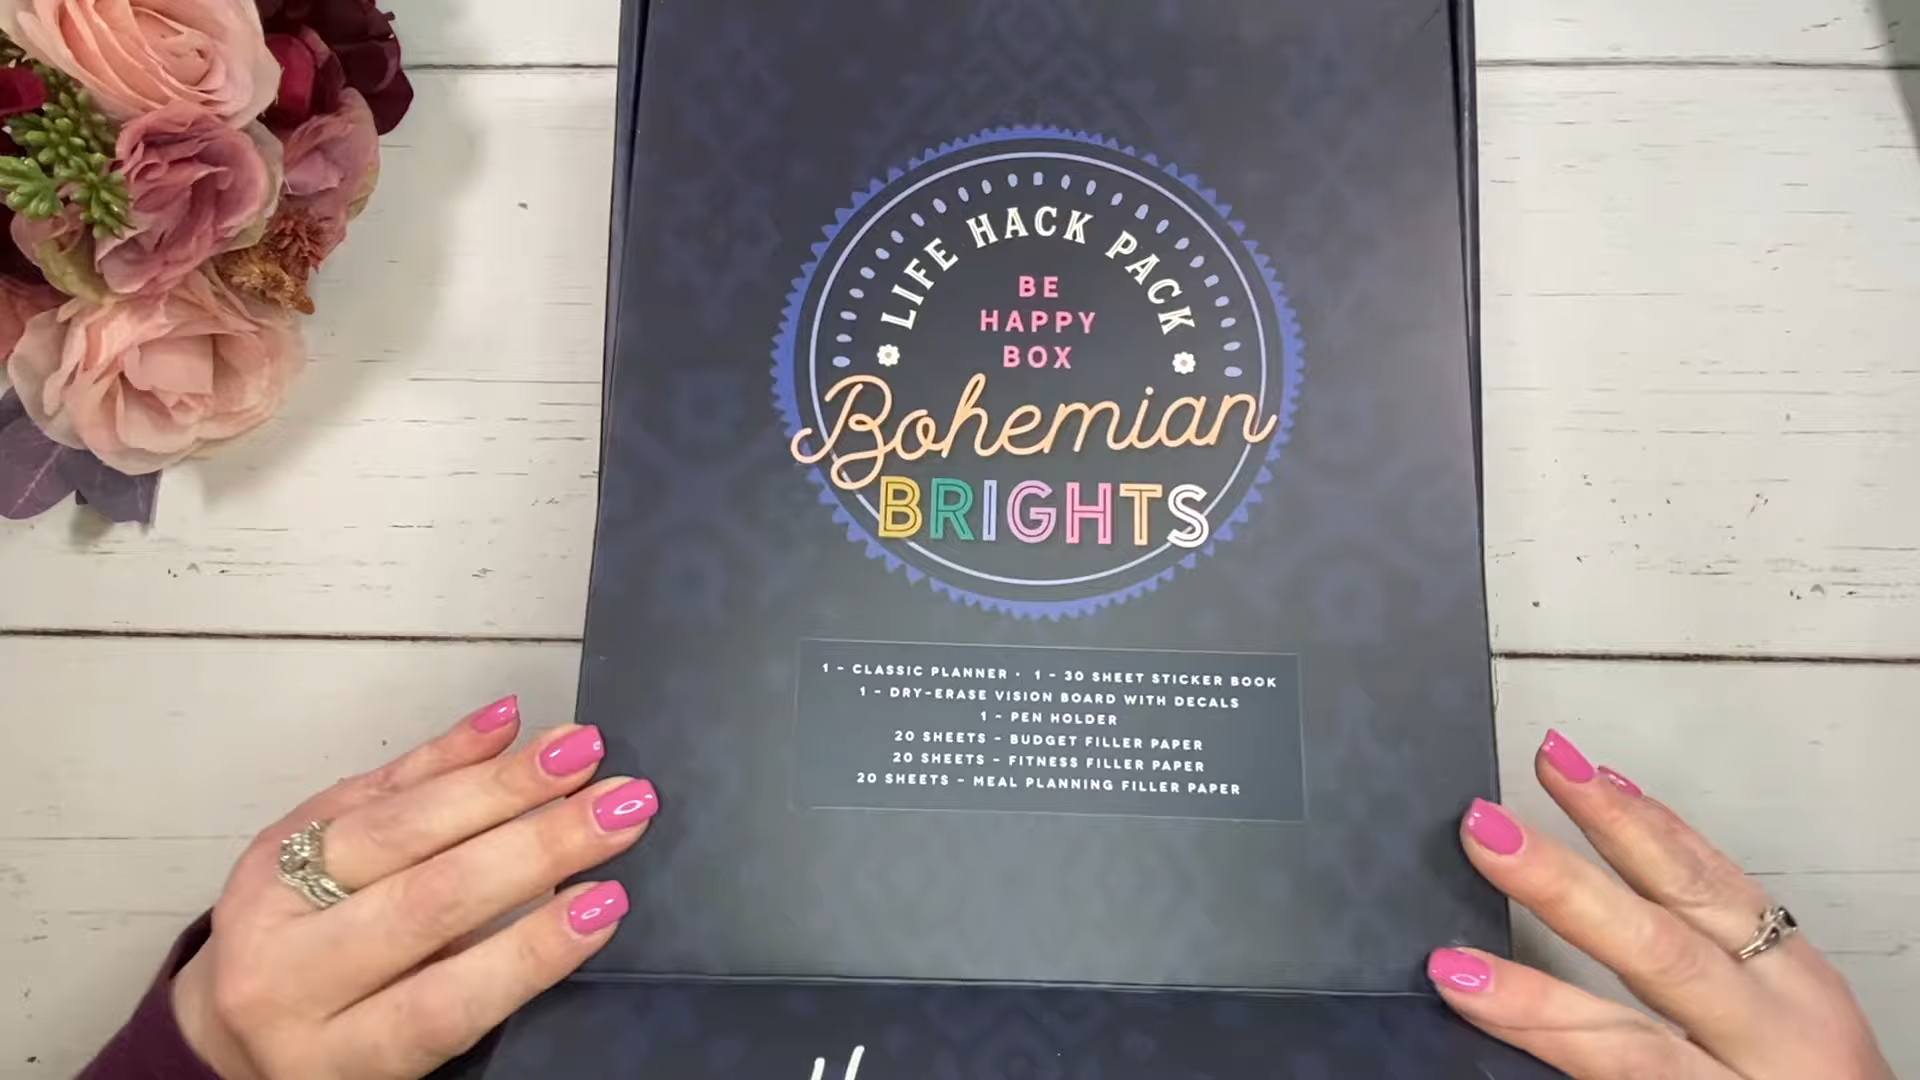 LIFE HACK PACK
BE
HAPPY
BOX
Bohemian
BRIGHTS
1 - CLASSIC PLANNER • 1 - 30 SHEET STICKER BOOK
1 - DRY-ERASE VISION BOARD WITH DECALS
1 - PEN HOLDER
20 SHEETS - BUDGET FILLER PAPER
20 SHEETS - FITNESS FILLER PAPER
20 SHEETS - MEAL PLANNING FILLER PAPER